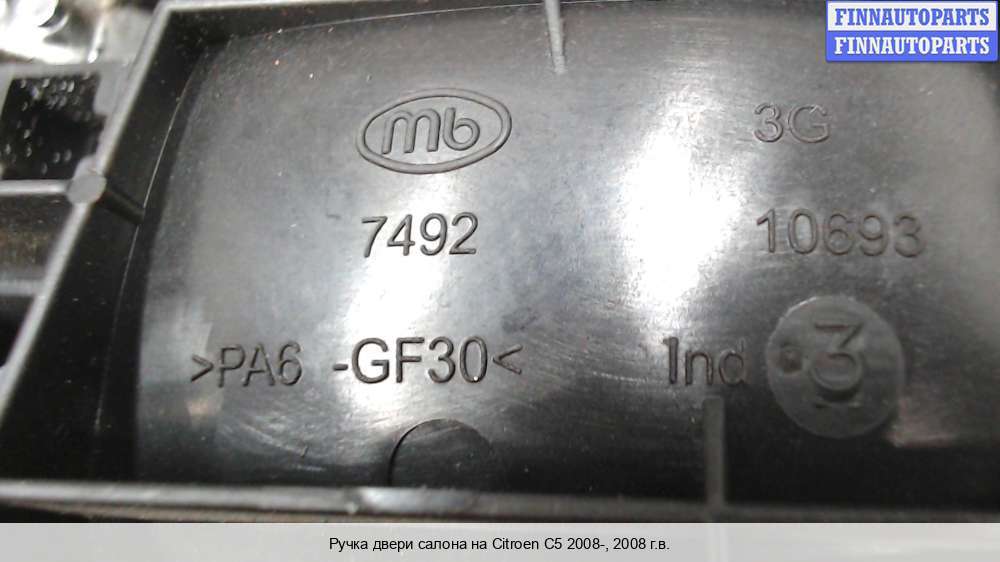 FINNAUTOPARTS
FINNAUTOPARTS
mb
3G
7492
10693
>PA6 -GF30<
Ind 3
Ручка двери салона на Citroen C5 2008-, 2008 г.в.